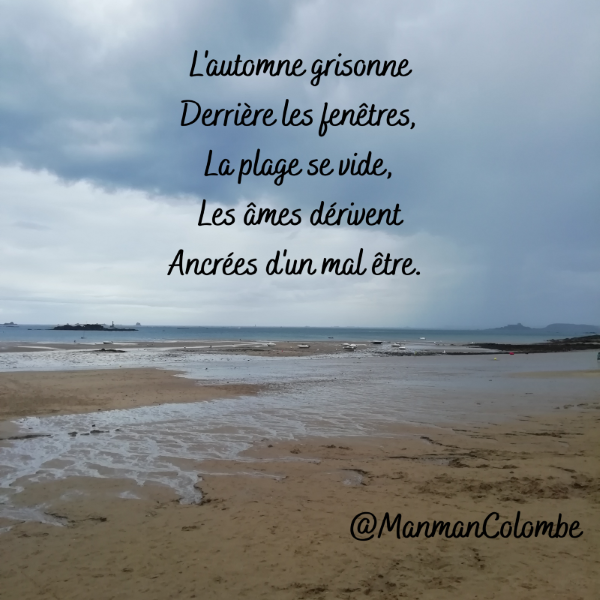 L'automne grisonne
Derrière les fenêtres,
La plage se vide,
Les âmes dérivent
Ancrées d'un mal être.
@ManmanColombe